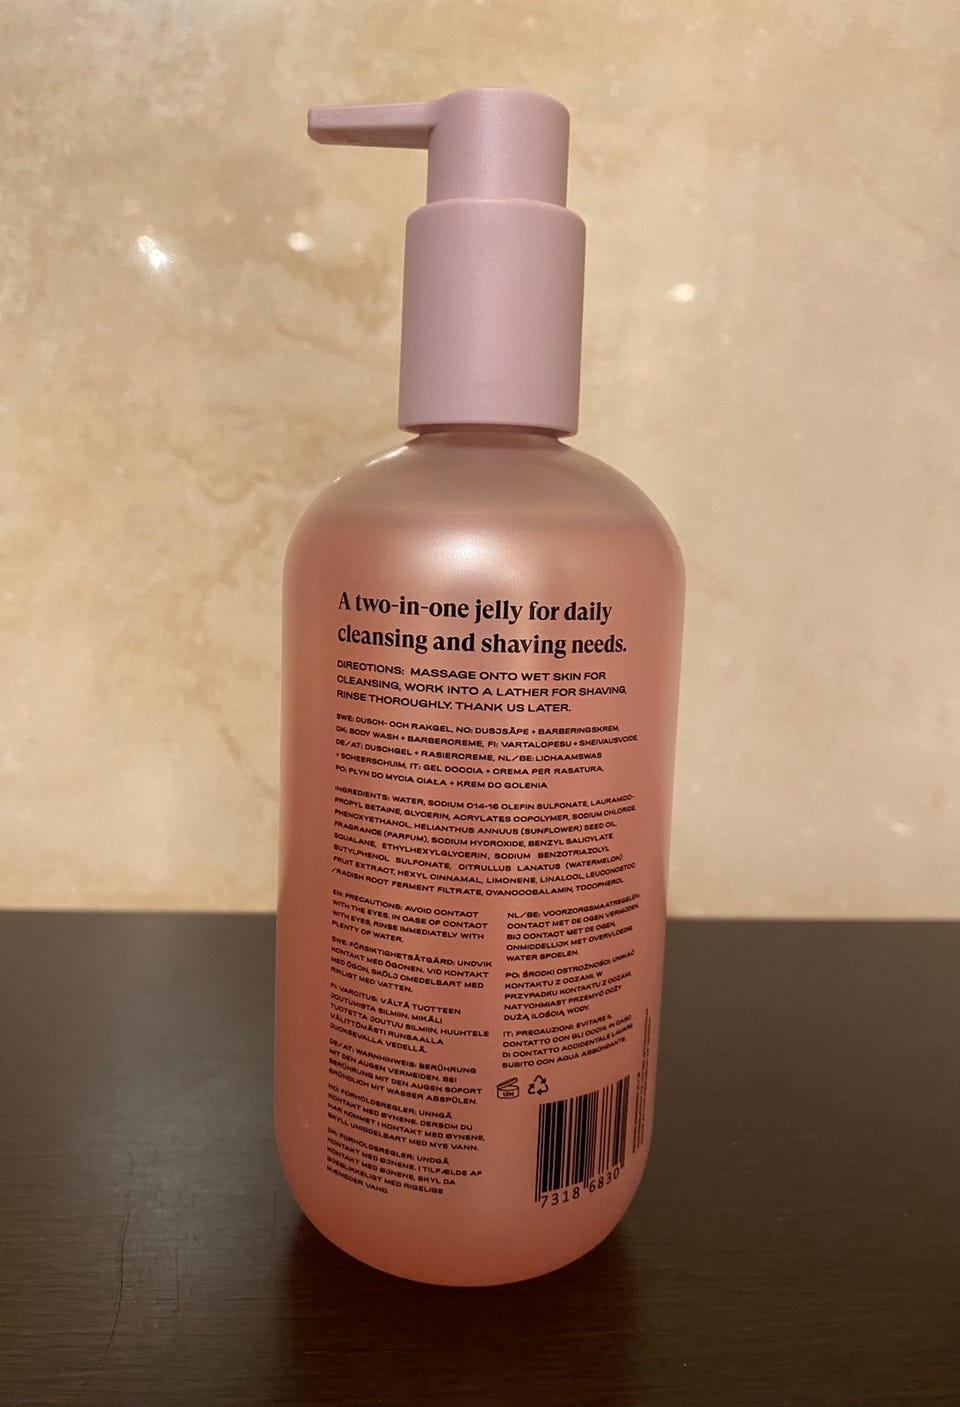 A two-in-one jelly for daily
cleansing and shaving needs.
DIRECTIONS: MASSAGE ONTO WET SKIN FOR
CLEANSING, WORK INTO A LATHER FOR SHAVING,
RINSE THOROUGHLY. THANK US LATER.
SWE: DUSCH- OCH RAKGEL, NO: DUSJSÅPE + BARBERINGSKREM,
DK: BODY WASH + BARBERCREME, FI: VARTALOPESU + SHEIVAUSVOIDE,
DE/AT: DUSCHGEL + RASIERCREME, NL/BE: LICHAAMSWAS
+ SCHEERSCHUIM, IT: GEL DOCCIA + CREMA PER RASATURA,
PO: PŁYN DO MYCIA CIAŁA + KREM DO GOLENIA
INGREDIENTS: WATER, SODIUM C14-16 OLEFIN SULFONATE, LAURAMIDO-
PROPYL BETAINE, GLYCERIN, ACRYLATES COPOLYMER, SODIUM CHLORIDE,
PHENOXYETHANOL, HELIANTHUS ANNUUS (SUNFLOWER) SEED OIL,
FRAGRANCE (PARFUM), SODIUM HYDROXIDE, BENZYL SALICYLATE,
SQUALANE, ETHYLHEXYLGLYCERIN, SODIUM BENZOTRIAZOLYL
BUTYLPHENOL SULFONATE, CITRULLUS LANATUS (WATERMELON)
FRUIT EXTRACT, HEXYL CINNAMAL, LIMONENE, LINALOOL, LEUCONOSTOC
/RADISH ROOT FERMENT FILTRATE, CYANOCOBALAMIN, TOCOPHEROL
EN: PRECAUTIONS: AVOID CONTACT
WITH THE EYES. IN CASE OF CONTACT
WITH EYES, RINSE IMMEDIATELY WITH
PLENTY OF WATER.
SWE: FÖRSIKTIGHETSÅTGÄRD: UNDVIK
KONTAKT MED ÖGONEN. VID KONTAKT
MED ÖGON, SKÖLJ OMEDELBART MED
RIKLIGT MED VATTEN.
FI: VAROITUS: VÄLTÄ TUOTTEEN
JOUTUMISTA SILMIIN. MIKÄLI
TUOTETTA JOUTUU SILMIIN, HUUHTELE
VÄLITTÖMÄSTI RUNSAALLA
JUOKSEVALLA VEDELLÄ.
DE/AT: WARNHINWEIS: BERÜHRUNG
MIT DEN AUGEN VERMEIDEN. BEI
BERÜHRUNG MIT DEN AUGEN SOFORT
GRÜNDLICH MIT WASSER ABSPÜLEN.
NO: FORHOLDSREGLER: UNNGÅ
KONTAKT MED ØYNENE. DERSOM DU
HAR KOMMET I KONTAKT MED ØYNENE,
SKYLL UMIDDELBART MED MYE VANN.
DK: FORHOLDSREGLER: UNDGÅ
KONTAKT MED ØJNENE. I TILFÆLDE AF
KONTAKT MED ØJNENE, SKYL DA
ØJEBLIKKELIGT MED RIGELIGE
MÆNGDER VAND.
NL/BE: VOORZORGSMAATREGELEN:
CONTACT MET DE OGEN VERMIJDEN.
BIJ CONTACT MET DE OGEN,
ONMIDDELLIJK MET OVERVLOEDIG
WATER SPOELEN.
PO: ŚRODKI OSTROŻNOŚCI: UNIKAĆ
KONTAKTU Z OCZAMI. W
PRZYPADKU KONTAKTU Z OCZAMI,
NATYCHMIAST PRZEMYĆ OCZY
DUŻĄ ILOŚCIĄ WODY.
IT: PRECAUZIONI: EVITARE IL
CONTATTO CON GLI OCCHI. IN CASO
DI CONTATTO ACCIDENTALE LAVARE
SUBITO CON AQUA ABBONDANTE.
12M
7318 6830